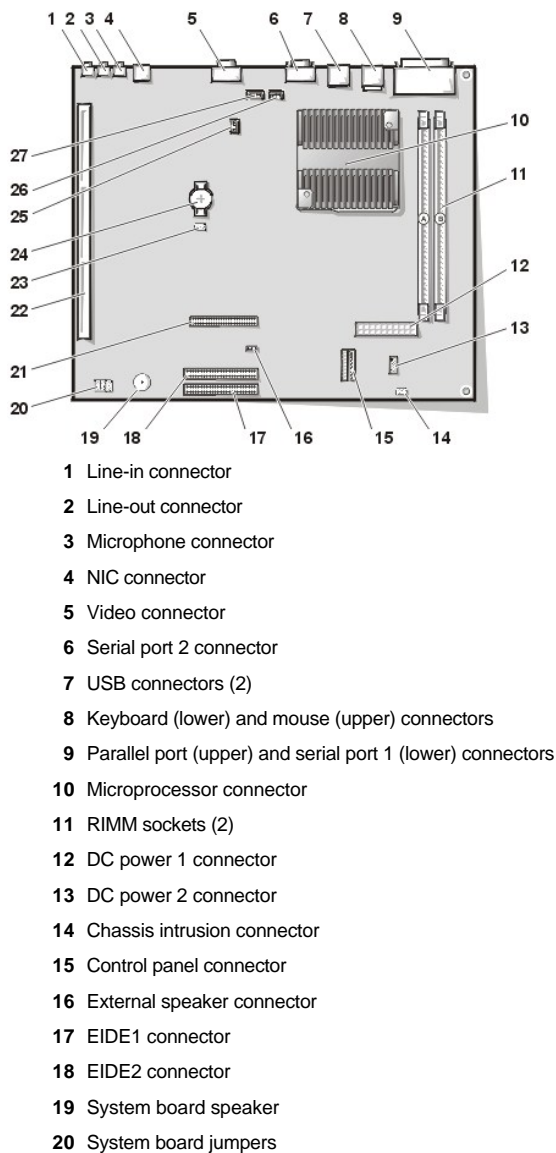 1 2 3 4 5 6 7 8 9
10
11
12
13
14
15
16
17
18
19
20
21
22
23
24
25
26
27
A B
1 Line-in connector
2 Line-out connector
3 Microphone connector
4 NIC connector
5 Video connector
6 Serial port 2 connector
7 USB connectors (2)
8 Keyboard (lower) and mouse (upper) connectors
9 Parallel port (upper) and serial port 1 (lower) connectors
10 Microprocessor connector
11 RIMM sockets (2)
12 DC power 1 connector
13 DC power 2 connector
14 Chassis intrusion connector
15 Control panel connector
16 External speaker connector
17 EIDE1 connector
18 EIDE2 connector
19 System board speaker
20 System board jumpers